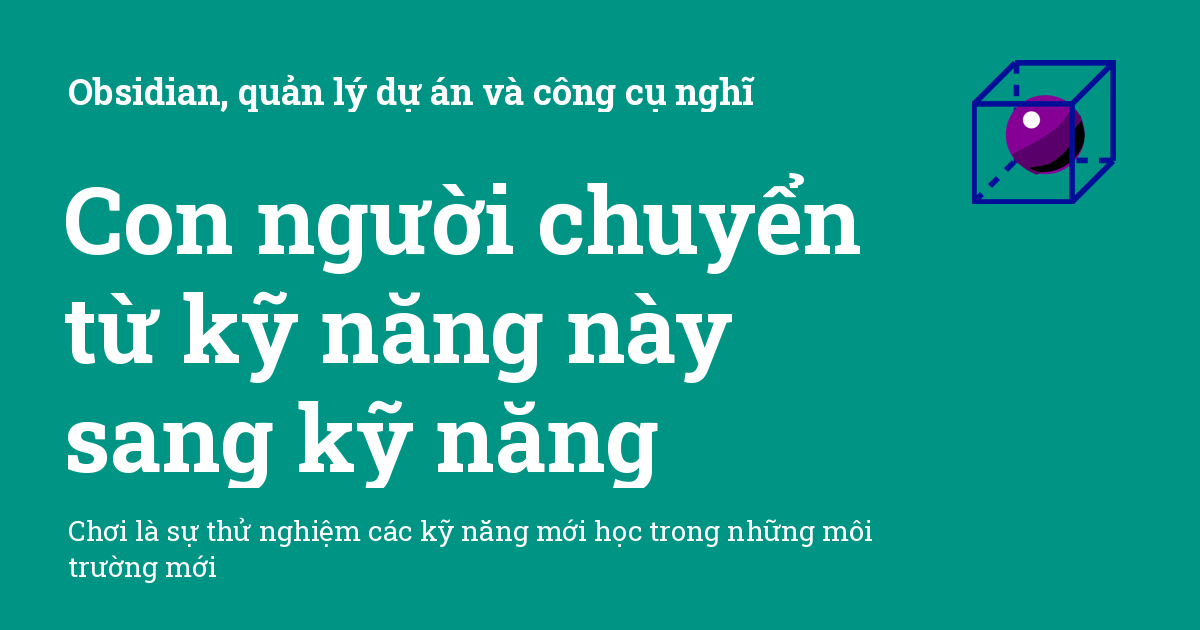 Obsidian, quản lý dự án và công cụ nghĩ
Con người chuyển
từ kỹ năng này
sang kỹ năng
Chơi là sự thử nghiệm các kỹ năng mới học trong những môi
trường mới